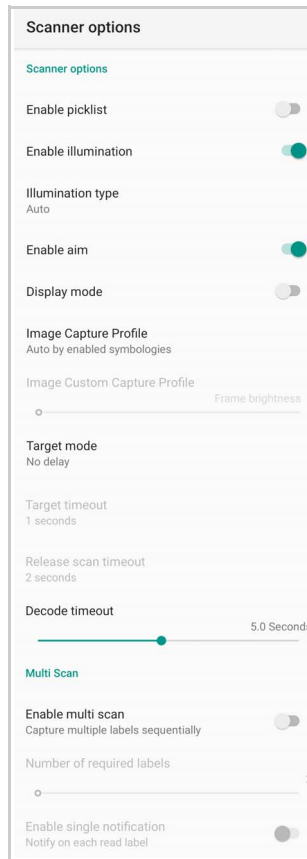 Scanner options
Scanner options
Enable picklist
Enable illumination
Illumination type
Auto
Enable aim
Display mode
Image Capture Profile
Auto by enabled symbologies
Image Custom Capture Profile
Frame brightness
Target mode
No delay
Target timeout
1 seconds
Release scan timeout
2 seconds
Decode timeout
5.0 Seconds
Multi Scan
Enable multi scan
Capture multiple labels sequentially
Number of required labels
Enable single notification
Notify on each read label